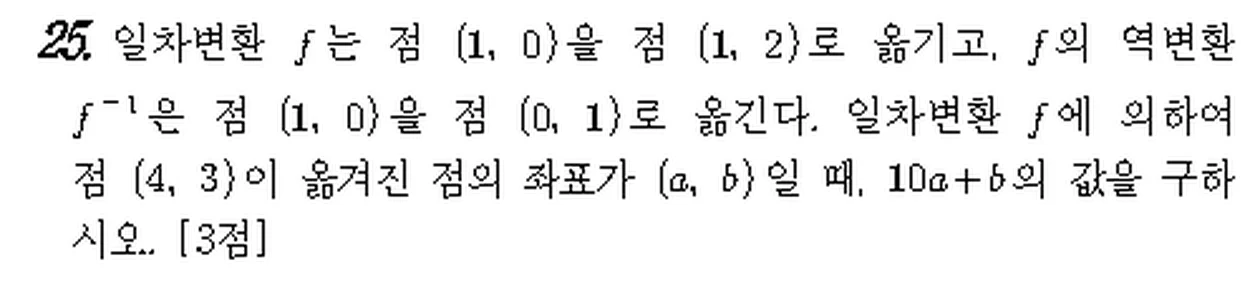 25. 일차변환 f는 점 (1, 0)을 점 (1, 2)로 옮기고, f의 역변환
f⁻¹은 점 (1, 0)을 점 (0, 1)로 옮긴다. 일차변환 f에 의하여
점 (4, 3)이 옮겨진 점의 좌표가 (a, b)일 때, 10a+b의 값을 구하
시오.. [3점]